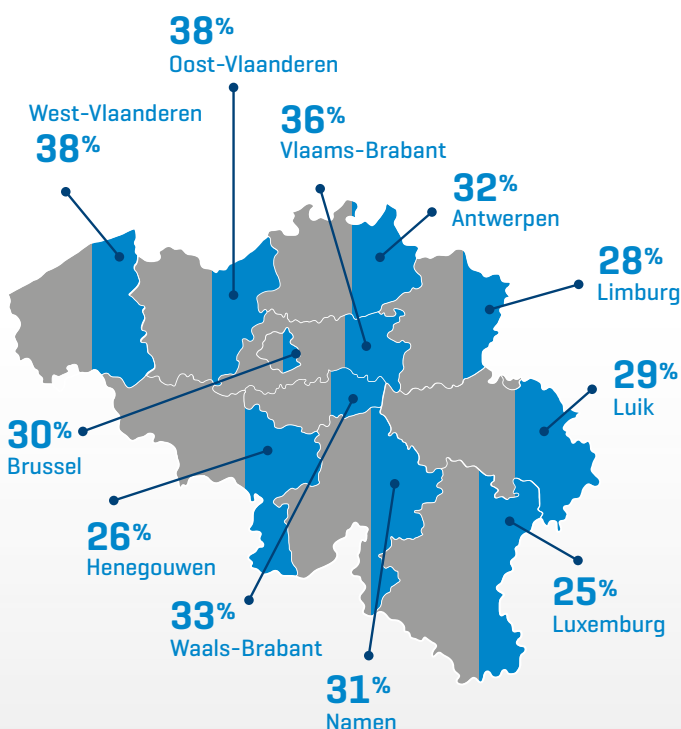 38%
Oost-Vlaanderen
West-Vlaanderen
38%
36%
Vlaams-Brabant
32%
Antwerpen
28%
Limburg
29%
Luik
30%
Brussel
26%
Henegouwen
25%
Luxemburg
33%
Waals-Brabant
31%
Namen